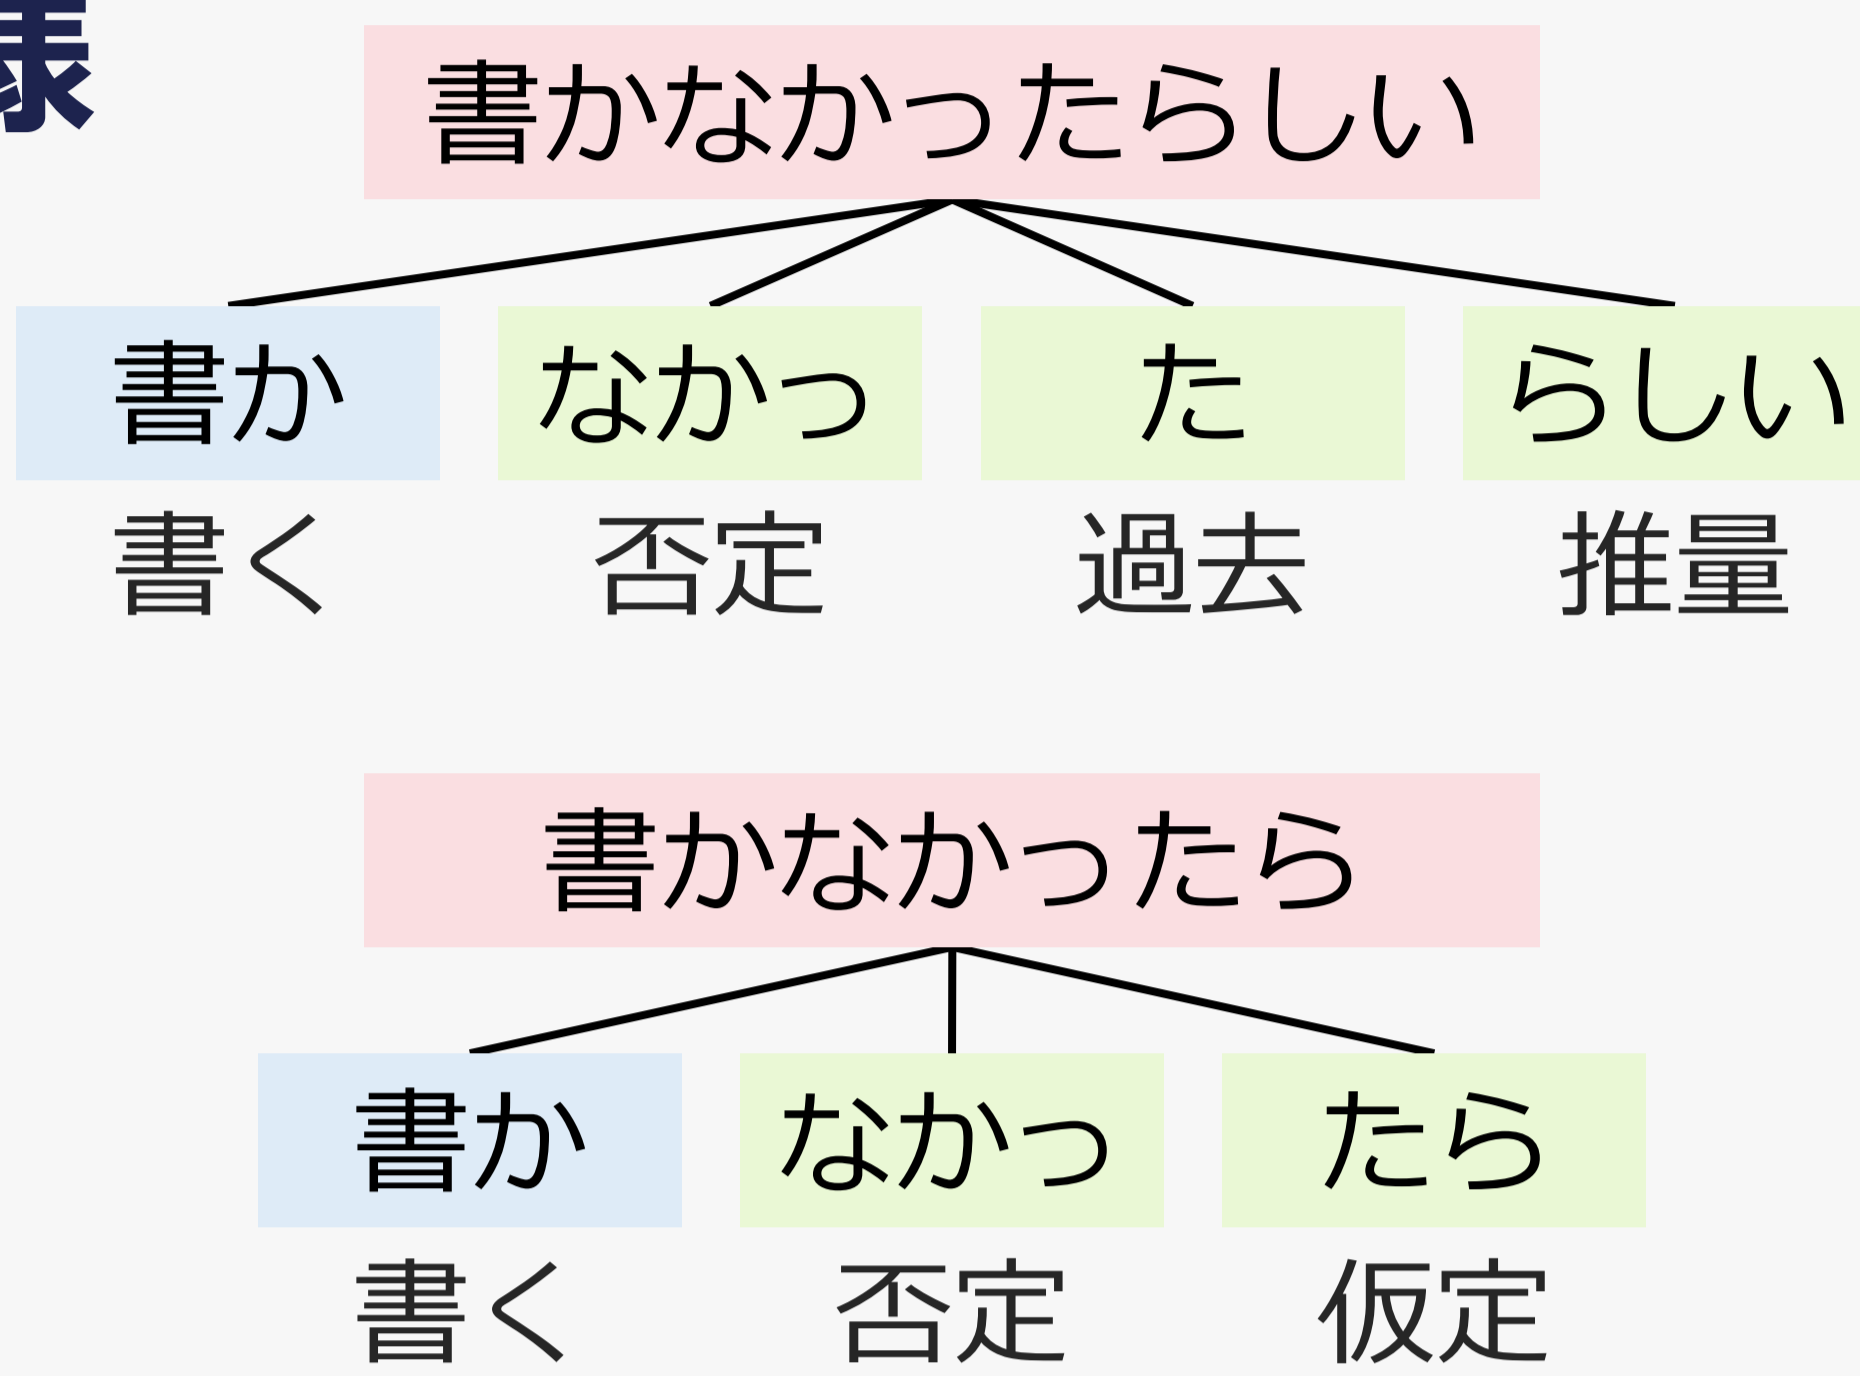 様
書かなかったらしい
書か なかっ た らしい
書く 否定 過去 推量
書かなかったら
書か なかっ たら
書く 否定 仮定